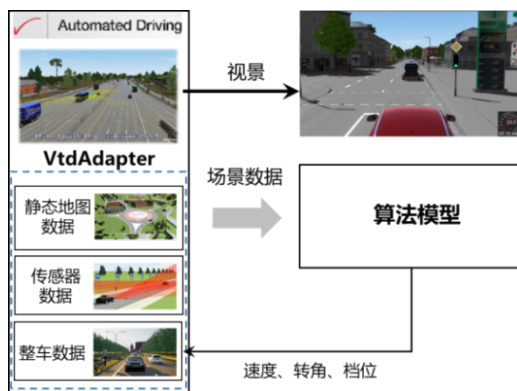 Automated Driving
VtdAdapter
视景
场景数据
静态地图
数据
传感器
数据
整车数据
算法模型
速度、转角、档位